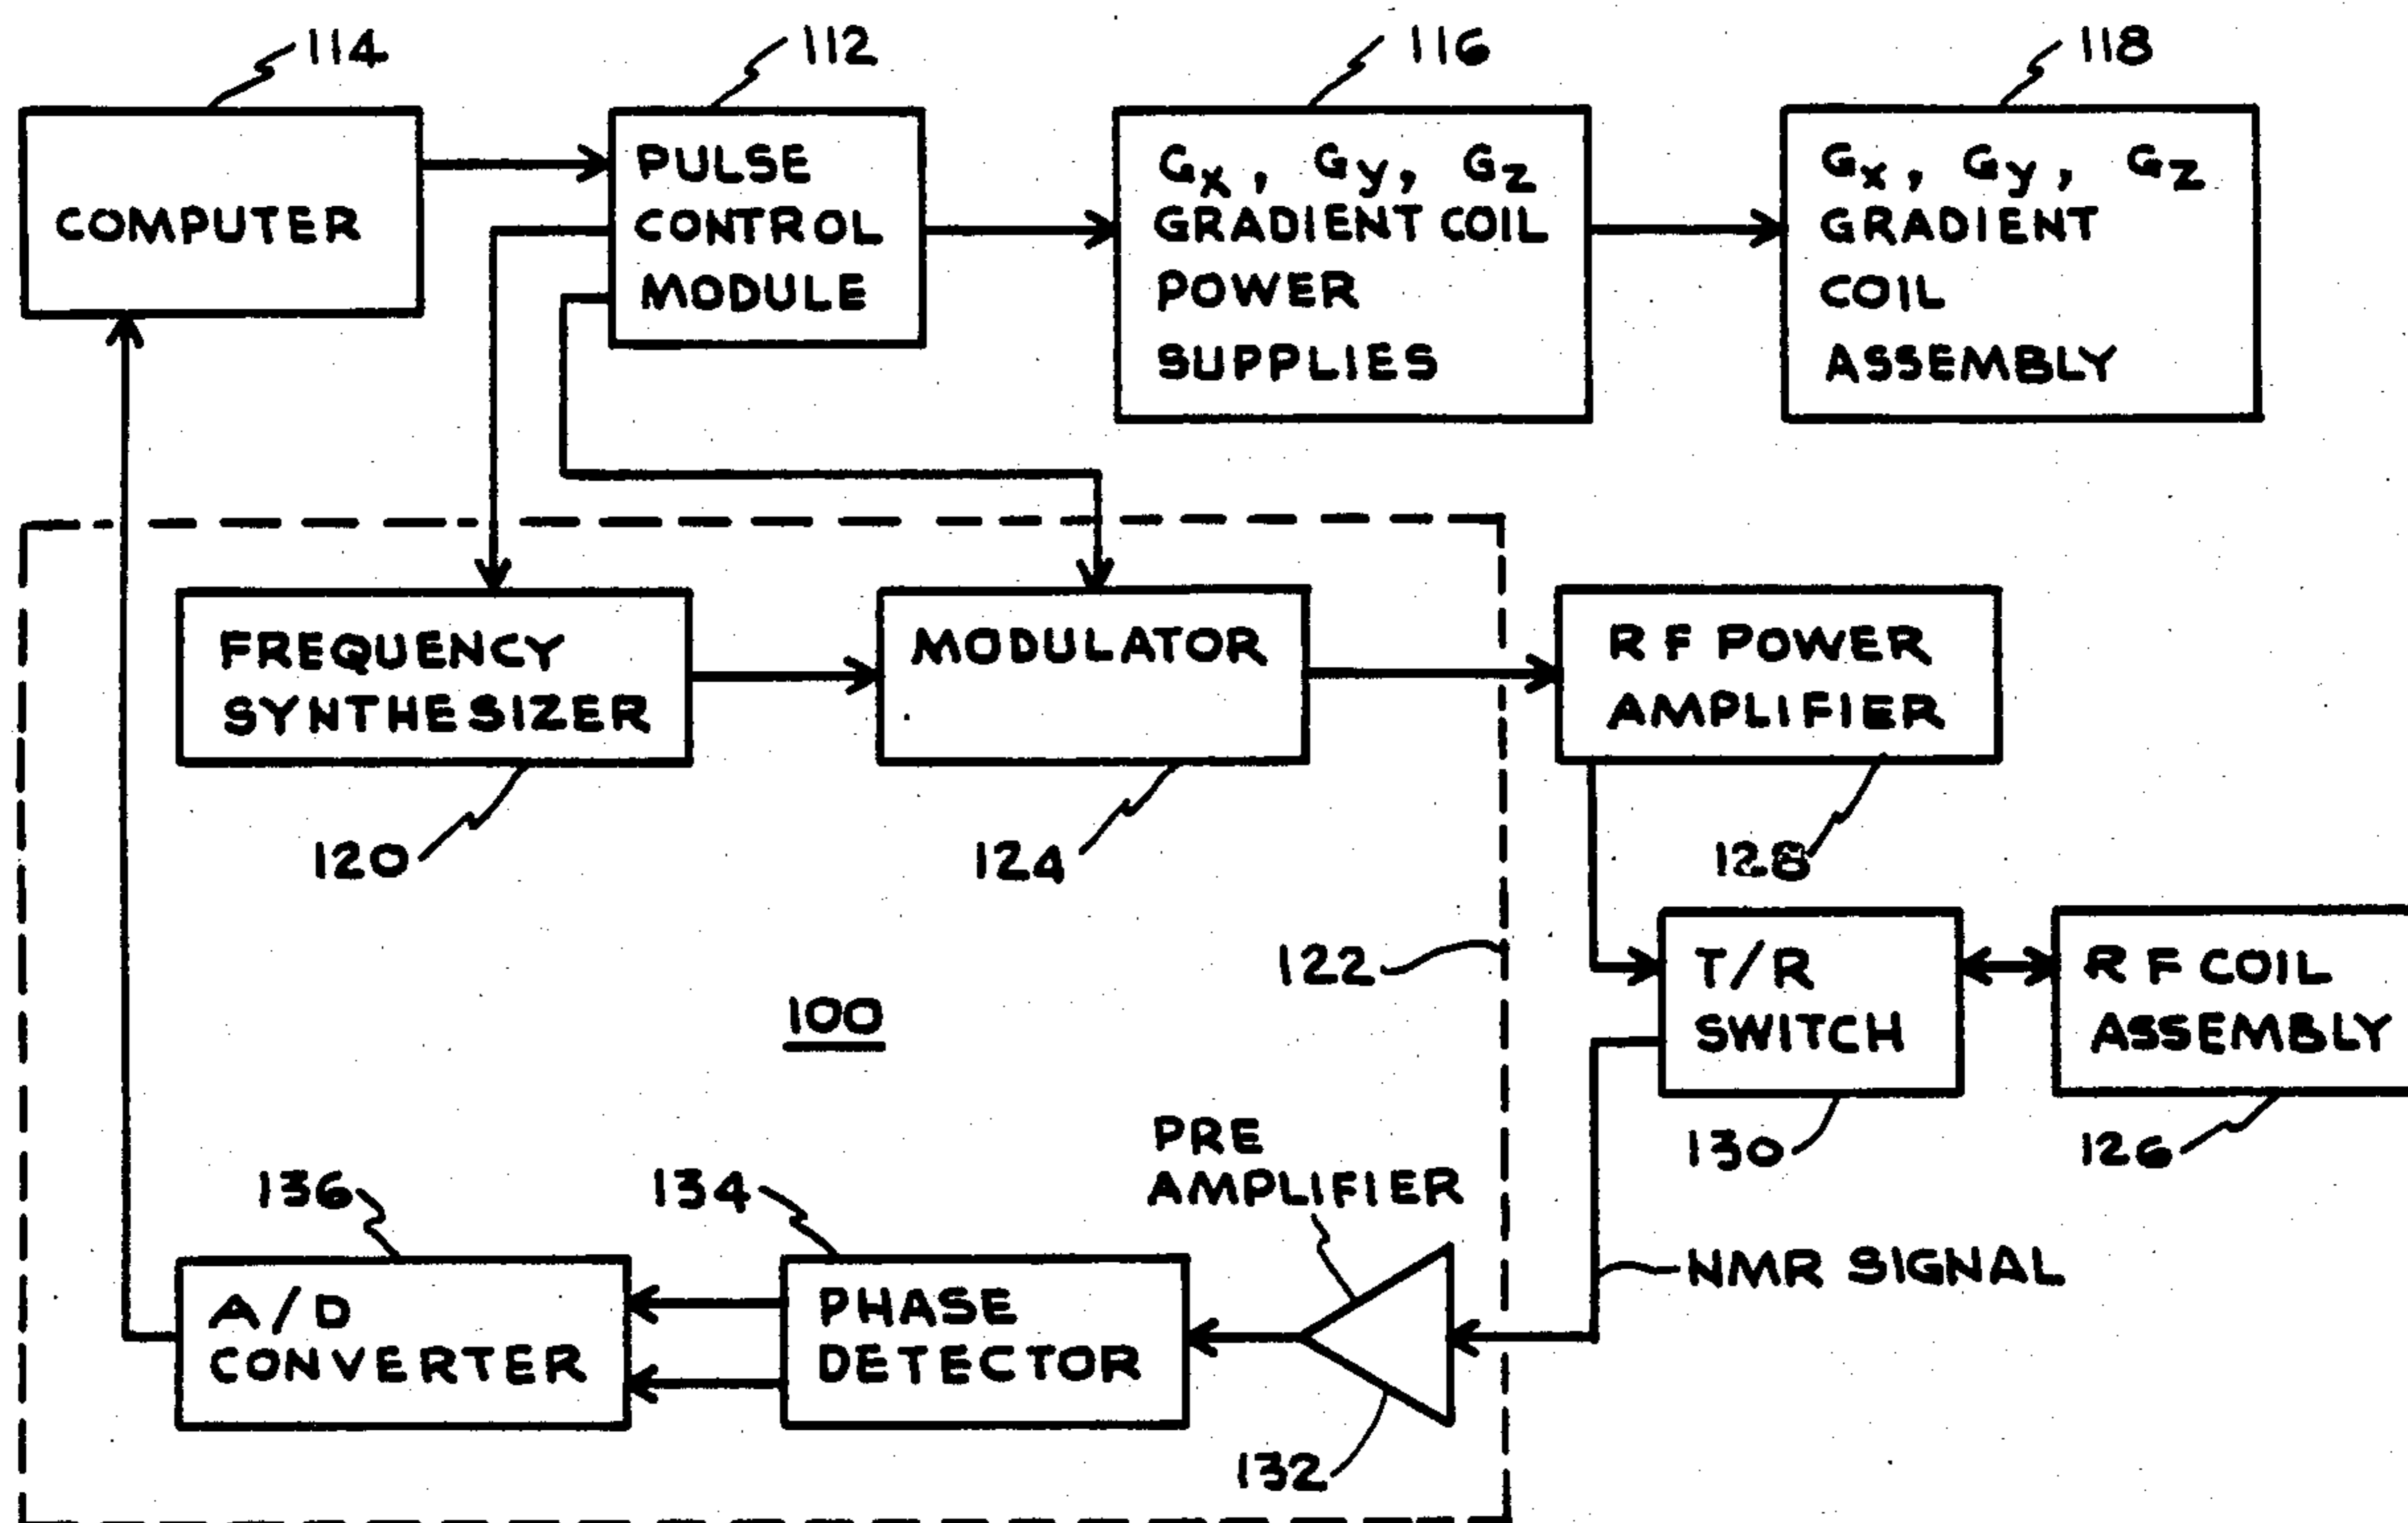 114
112
116
118
COMPUTER
PULSE
CONTROL
MODULE
Gx, Gy, Gz
GRADIENT COIL
POWER
SUPPLIES
Gx, Gy, Gz
GRADIENT
COIL
ASSEMBLY
FREQUENCY
SYNTHESIZER
MODULATOR
RF POWER
AMPLIFIER
120
124
128
122
T/R
SWITCH
RF COIL
ASSEMBLY
100
130
126
PRE
AMPLIFIER
136
134
NMR SIGNAL
A/D
CONVERTER
PHASE
DETECTOR
132